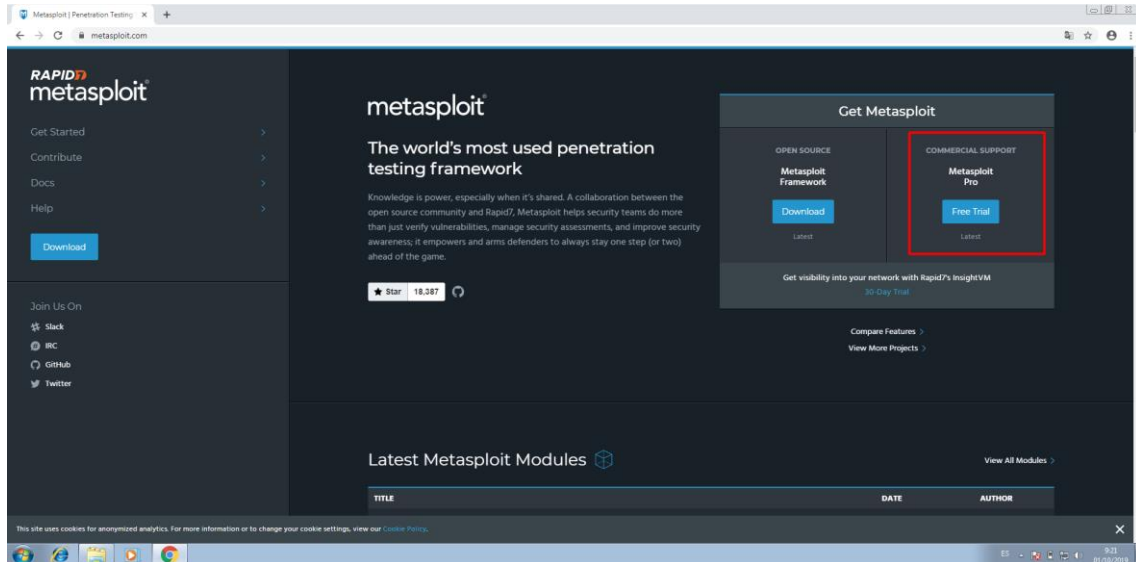 Metasploit | Penetration Testing
metasploit.com
RAPID7
metasploit®
Get Started
Contribute
Docs
Help
Download
Join Us On
Slack
IRC
GitHub
Twitter
metasploit®
The world's most used penetration
testing framework
Knowledge is power, especially when it's shared. A collaboration between the
open source community and Rapid7, Metasploit helps security teams do more
than just verify vulnerabilities, manage security assessments, and improve security
awareness; it empowers and arms defenders to always stay one step (or two)
ahead of the game.
Star 18,387
Get Metasploit
OPEN SOURCE
Metasploit
Framework
Download
Latest
COMMERCIAL SUPPORT
Metasploit
Pro
Free Trial
Latest
Get visibility into your network with Rapid7's InsightVM
30-Day Trial
Compare Features >
View More Projects >
Latest Metasploit Modules
View All Modules >
TITLE DATE AUTHOR
This site uses cookies for anonymized analytics. For more information or to change your cookie settings, view our Cookie Policy.
ES 9:21
01/10/2019